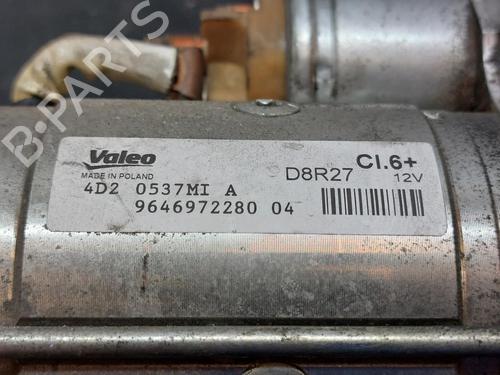 B-PARTS
Valeo
MADE IN POLAND
D8R27
Cl.6+
12V
4D2 0537MI A
9646972280 04